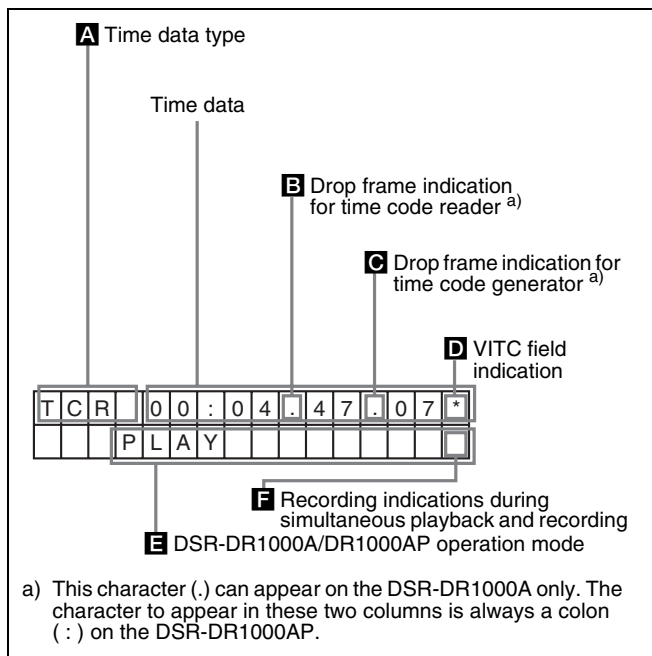 A Time data type
Time data
B Drop frame indication
for time code reader a)
C Drop frame indication for
time code generator a)
D VITC field
indication
TCR 00:04.47.07*
PLAY
F Recording indications during
simultaneous playback and recording
E DSR-DR1000A/DR1000AP operation mode
a) This character (.) can appear on the DSR-DR1000A only. The
character to appear in these two columns is always a colon
( : ) on the DSR-DR1000AP.